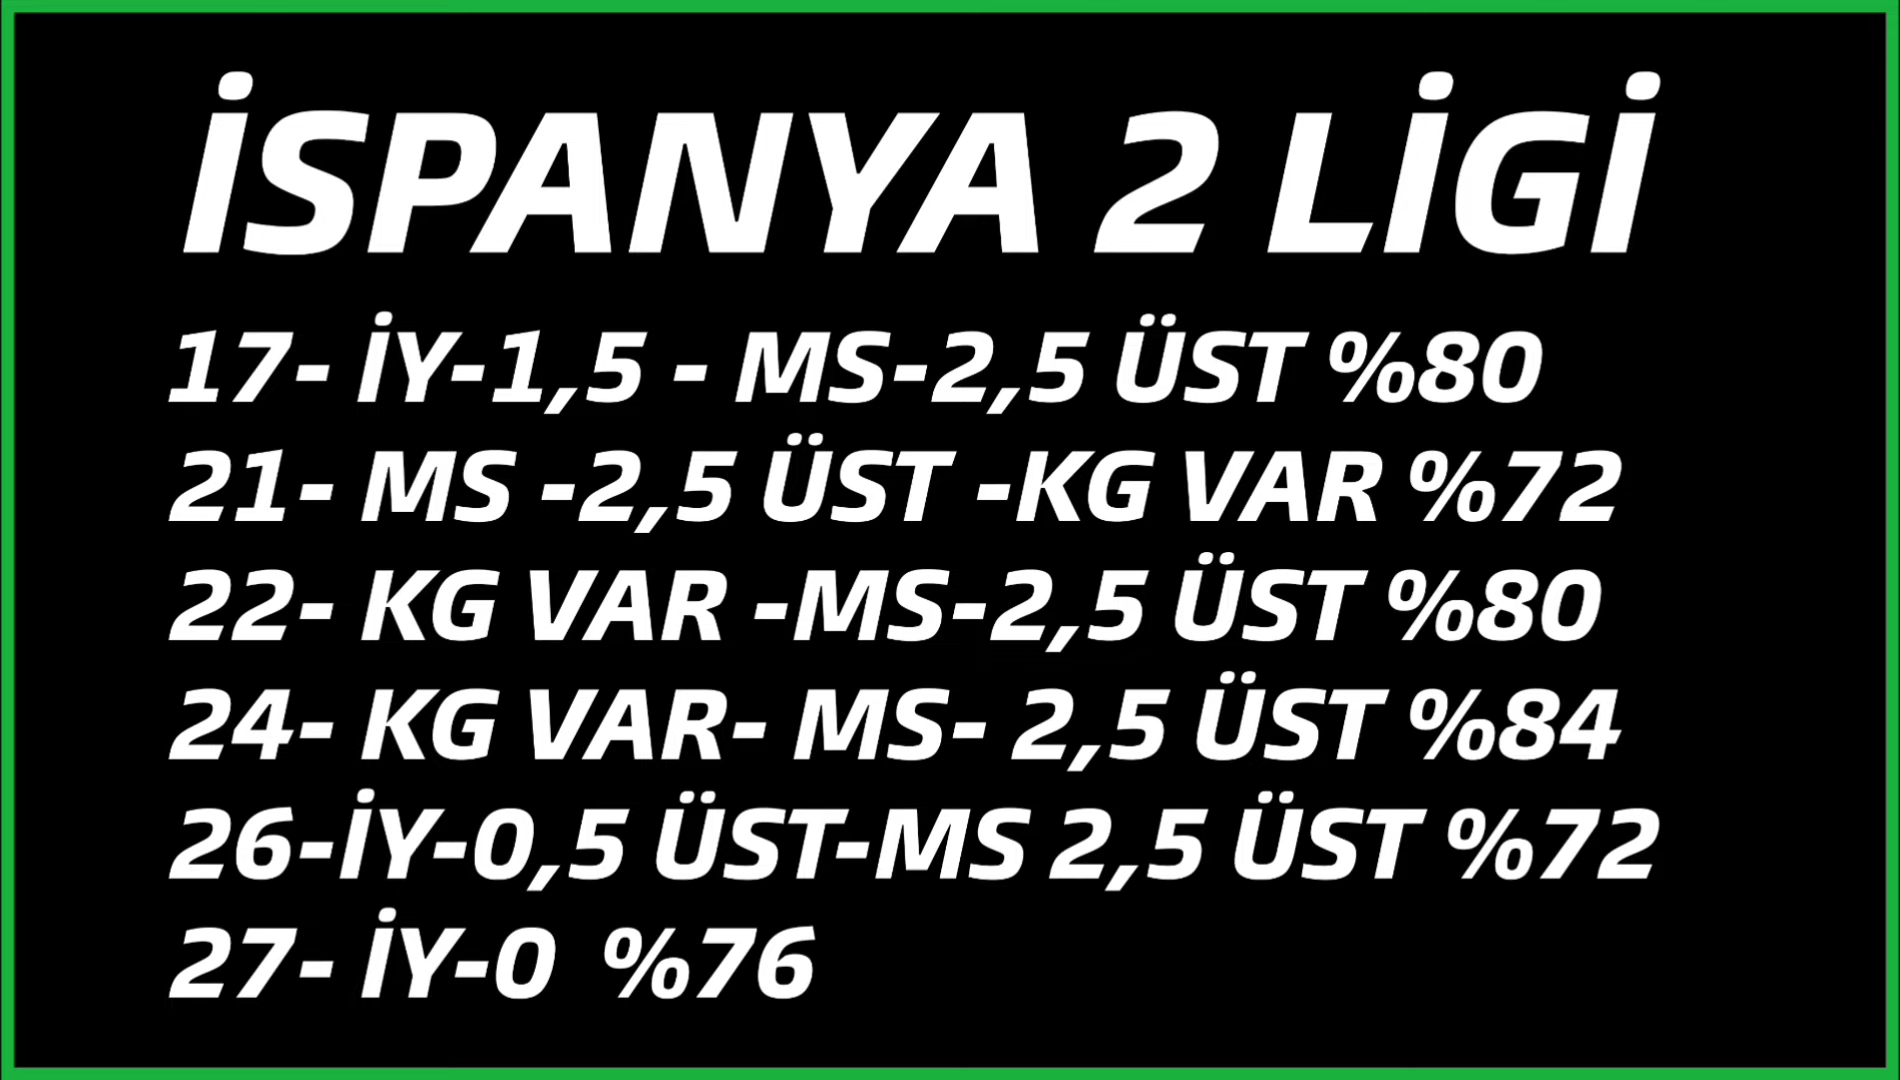 İSPANYA 2 LİGİ
17- İY-1,5 - MS-2,5 ÜST %80
21- MS -2,5 ÜST -KG VAR %72
22- KG VAR -MS-2,5 ÜST %80
24- KG VAR- MS- 2,5 ÜST %84
26-İY-0,5 ÜST-MS 2,5 ÜST %72
27- İY-0 %76